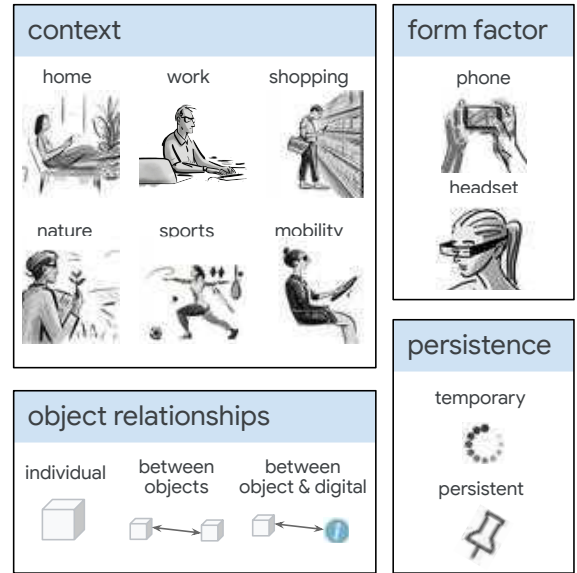 context
home work shopping
nature sports mobility
form factor
phone
headset
object relationships
individual
between
objects
between
object & digital
persistence
temporary
persistent